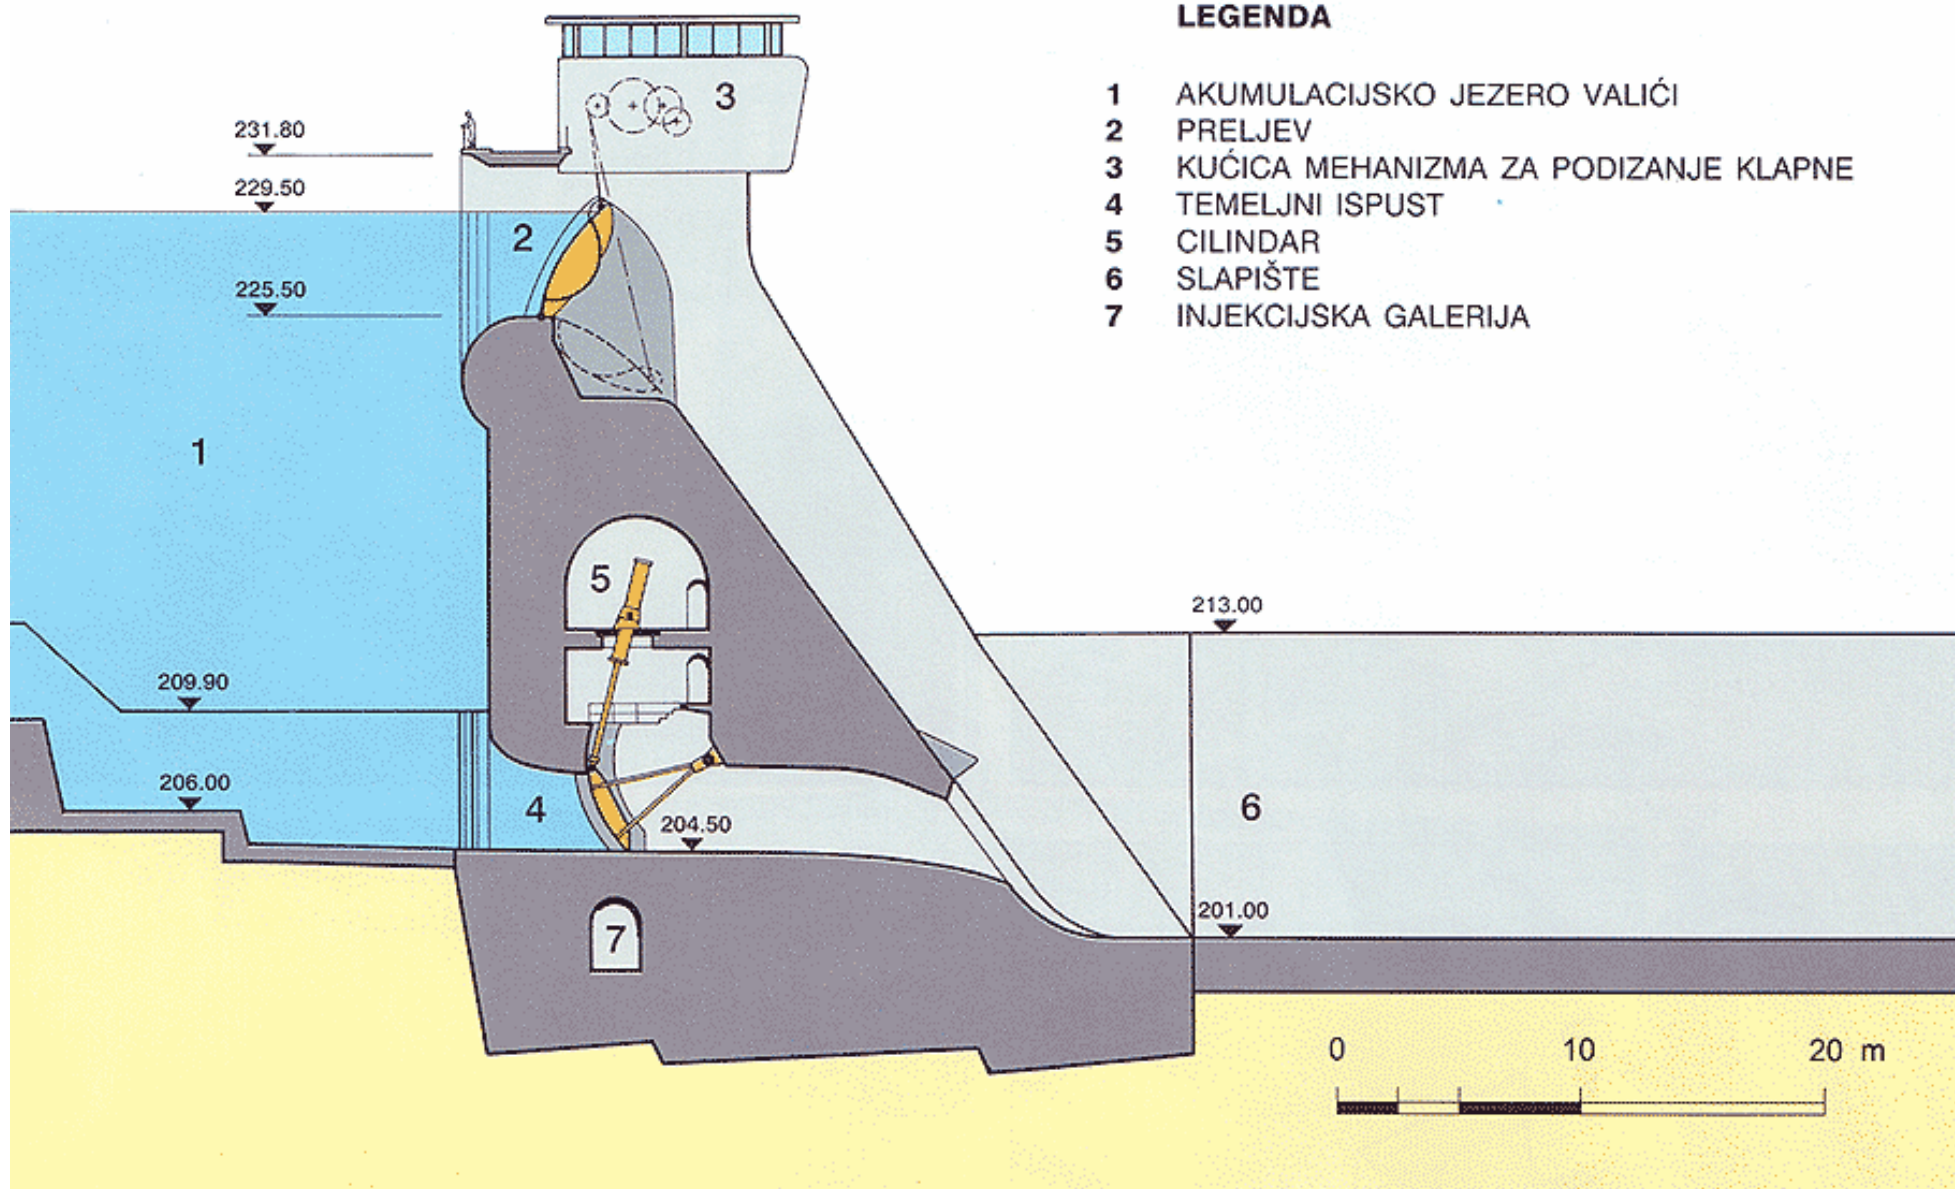 LEGENDA
1 AKUMULACIJSKO JEZERO VALIĆI
2 PRELJEV
3 KUĆICA MEHANIZMA ZA PODIZANJE KLAPNE
4 TEMELJNI ISPUST
5 CILINDAR
6 SLAPIŠTE
7 INJEKCIJSKA GALERIJA
3
231.80
229.50
2
225.50
1
5
213.00
209.90
206.00
4
204.50
6
201.00
7
0 10 20 m